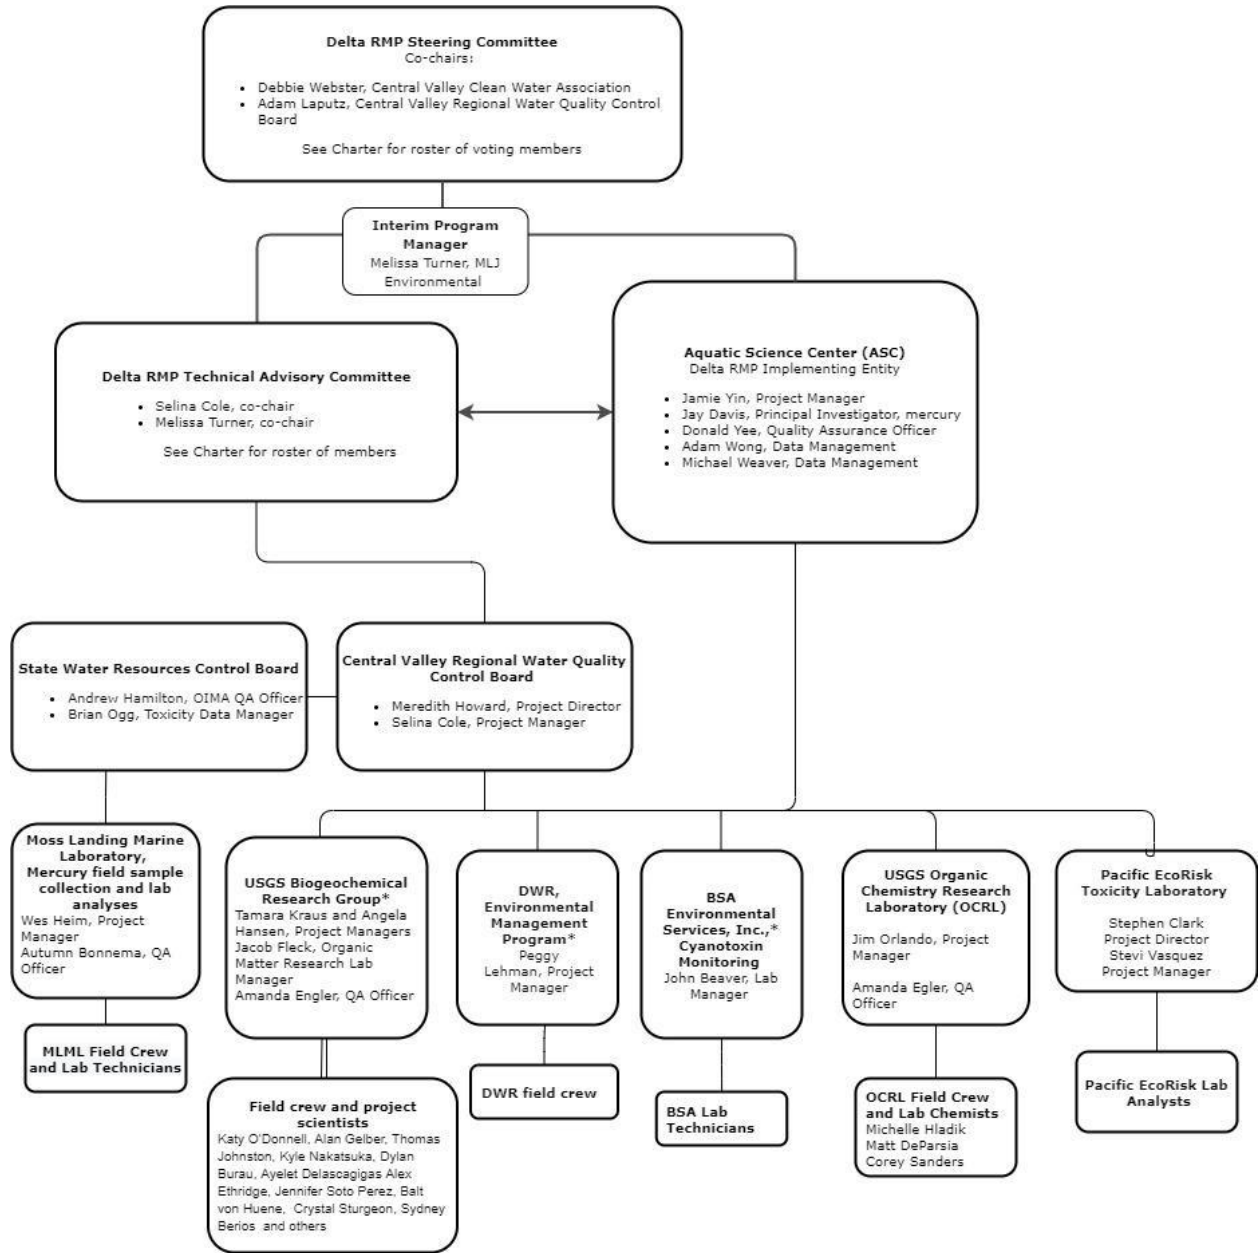 Delta RMP Steering Committee
Co-chairs:
• Debbie Webster, Central Valley Clean Water Association
• Adam Laputz, Central Valley Regional Water Quality Control
Board
See Charter for roster of voting members
Interim Program
Manager
Melissa Turner, MLJ
Environmental
Delta RMP Technical Advisory Committee
• Selina Cole, co-chair
• Melissa Turner, co-chair
See Charter for roster of members
Aquatic Science Center (ASC)
Delta RMP Implementing Entity
• Jamie Yin, Project Manager
• Jay Davis, Principal Investigator, mercury
• Donald Yee, Quality Assurance Officer
• Adam Wong, Data Management
• Michael Weaver, Data Management
State Water Resources Control Board
• Andrew Hamilton, OIMA QA Officer
• Brian Ogg, Toxicity Data Manager
Central Valley Regional Water Quality
Control Board
• Meredith Howard, Project Director
• Selina Cole, Project Manager
Moss Landing Marine
Laboratory,
Mercury field sample
collection and lab
analyses
Wes Heim, Project
Manager
Autumn Bonnema, QA
Officer
USGS Biogeochemical
Research Group*
Tamara Kraus and Angela
Hansen, Project Managers
Jacob Fleck, Organic
Matter Research Lab
Manager
Amanda Engler, QA Officer
DWR,
Environmental
Management
Program*
Peggy
Lehman, Project
Manager
BSA
Environmental
Services, Inc.,*
Cyanotoxin
Monitoring
John Beaver, Lab
Manager
USGS Organic
Chemistry Research
Laboratory (OCRL)
Jim Orlando, Project
Manager
Amanda Egler, QA
Officer
Pacific EcoRisk
Toxicity Laboratory
Stephen Clark
Project Director
Stevi Vasquez
Project Manager
MLML Field Crew
and Lab Technicians
Field crew and project
scientists
Katy O'Donnell, Alan Gelber, Thomas
Johnston, Kyle Nakatsuka, Dylan
Burau, Ayelet Delascagigas Alex
Ethridge, Jennifer Soto Perez, Balt
von Huene, Crystal Sturgeon, Sydney
Berios and others
DWR field crew
BSA Lab
Technicians
OCRL Field Crew
and Lab Chemists
Michelle Hladik
Matt DeParsia
Corey Sanders
Pacific EcoRisk Lab
Analysts